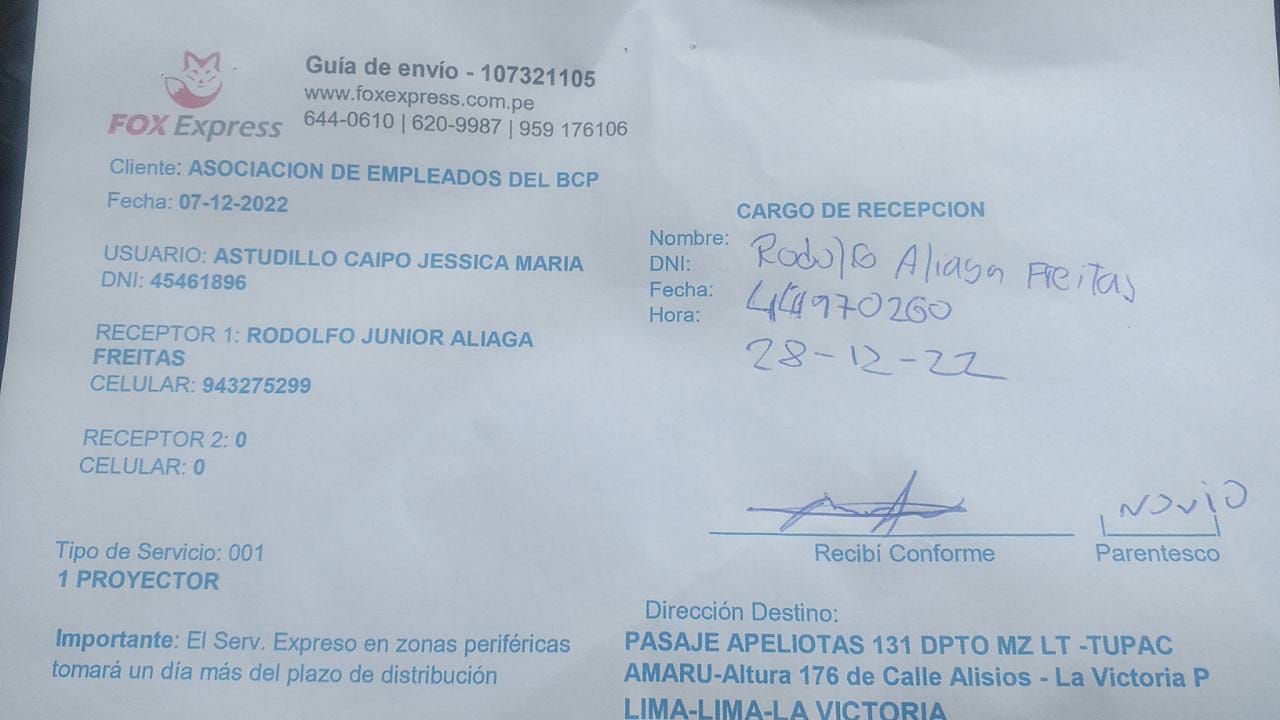 FOX Express
Guía de envío - 107321105
www.foxexpress.com.pe
644-0610 | 620-9987 | 959 176106
Cliente: ASOCIACION DE EMPLEADOS DEL BCP
Fecha: 07-12-2022
USUARIO: ASTUDILLO CAIPO JESSICA MARIA
DNI: 45461896
RECEPTOR 1: RODOLFO JUNIOR ALIAGA
FREITAS
CELULAR: 943275299
RECEPTOR 2: 0
CELULAR: 0
Tipo de Servicio: 001
1 PROYECTOR
Importante: El Serv. Expreso en zonas periféricas
tomará un día más del plazo de distribución
CARGO DE RECEPCION
Nombre: Rodolfo Aliaga Freitas
DNI: 44970260
Fecha: 28-12-22
Hora:
Novio
Recibí Conforme Parentesco
Dirección Destino:
PASAJE APELIOTAS 131 DPTO MZ LT -TUPAC
AMARU-Altura 176 de Calle Alisios - La Victoria P
LIMA-LIMA-LA VICTORIA